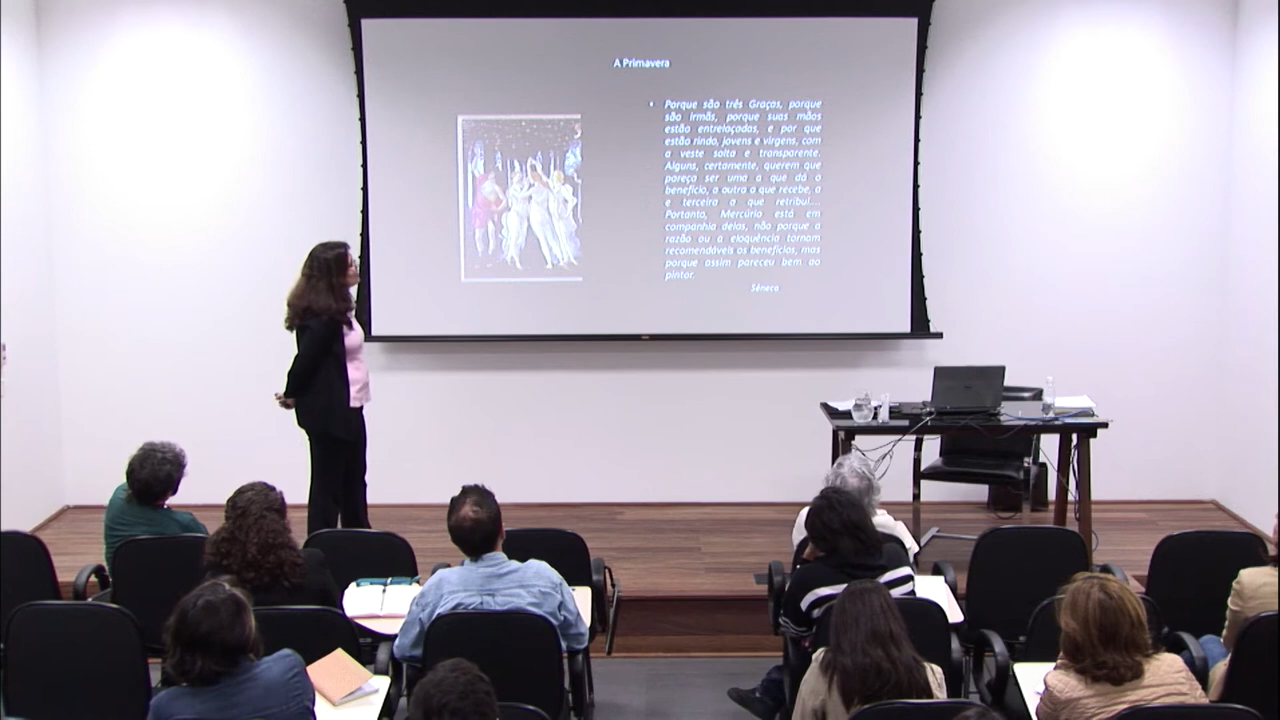 A Primavera
• Porque são três Graças, porque
são irmãs, porque suas mãos
estão entrelaçadas, e por que
estão rindo, jovens e virgens, com
a veste solta e transparente.
Alguns, certamente, querem que
pareça ser uma a que dá o
benefício, a outra a que recebe, a
e terceira a que retribui....
Portanto, Mercúrio está em
companhia delas, não porque a
razão ou a eloquência tornam
recomendáveis os benefícios, mas
porque assim pareceu bem ao
pintor.
Sêneca